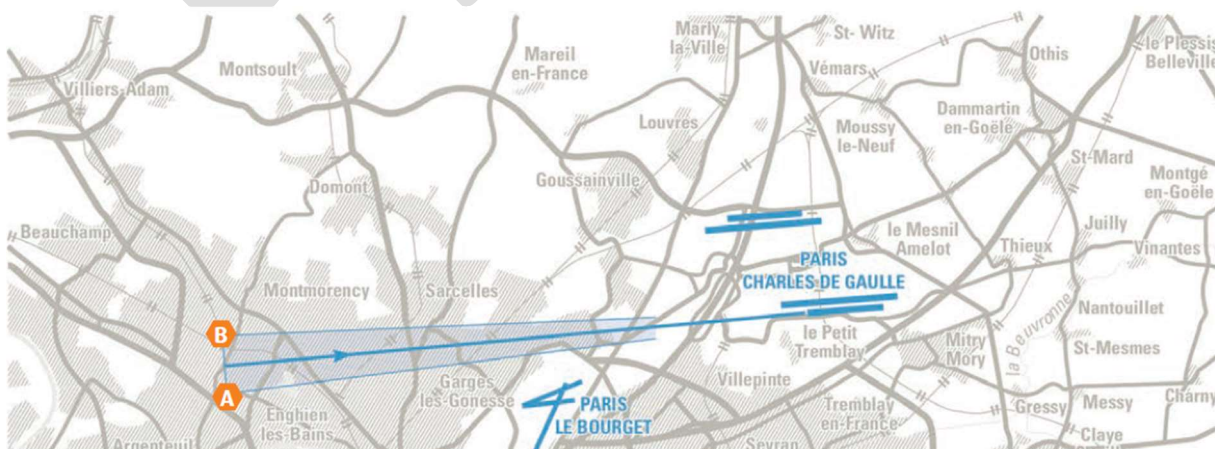 Marly
la-Ville
St- Witz
Othis
le Plessis
Belleville
Mareil
en-France
Montsoult
Vémars
Villiers-Adam
Dammartin
en-Goële
Louvres
Moussy
le-Neuf
St-Mard
Montgé
en-Goële
Goussainville
Domont
Beauchamp
le Mesnil
Amelot
Juilly
Thieux
Vinantes
PARIS
CHARLES DE GAULLE
Montmorency
Sarcelles
Nantouillet
la Beuvronne
B
le Petit
Tremblay
Mitry
Mory
St-Mesmes
A
Garges
les-Gonesse
Villepinte
PARIS
LE BOURGET
Enghien
les-Bains
Tremblay
en-France
Gressy
Messy
Charny
Argenteuil
Sevran
Claye